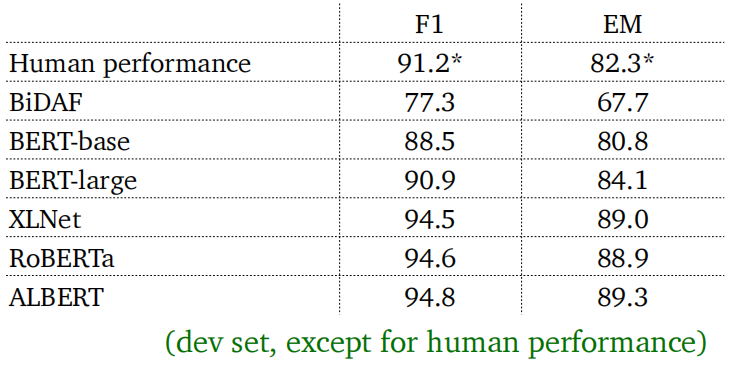 F1 EM
Human performance 91.2* 82.3*
BiDAF 77.3 67.7
BERT-base 88.5 80.8
BERT-large 90.9 84.1
XLNet 94.5 89.0
RoBERTa 94.6 88.9
ALBERT 94.8 89.3
(dev set, except for human performance)